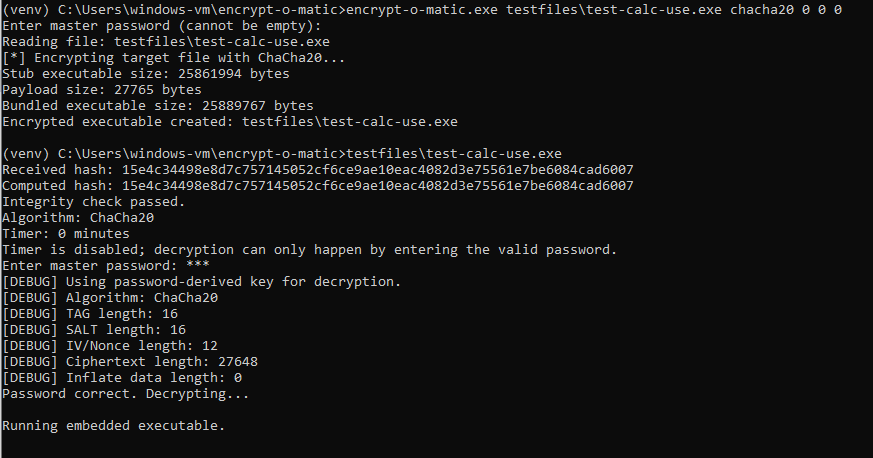 (venv) C:\Users\windows-vm\encrypt-o-matic>encrypt-o-matic.exe testfiles\test-calc-use.exe chacha20 0 0 0
Enter master password (cannot be empty):
Reading file: testfiles\test-calc-use.exe
[*] Encrypting target file with ChaCha20...
Stub executable size: 25861994 bytes
Payload size: 27765 bytes
Bundled executable size: 25889767 bytes
Encrypted executable created: testfiles\test-calc-use.exe
(venv) C:\Users\windows-vm\encrypt-o-matic>testfiles\test-calc-use.exe
Received hash: 15e4c34498e8d7c757145052cf6ce9ae10eac4082d3e75561e7be6084cad6007
Computed hash: 15e4c34498e8d7c757145052cf6ce9ae10eac4082d3e75561e7be6084cad6007
Integrity check passed.
Algorithm: ChaCha20
Timer: 0 minutes
Timer is disabled; decryption can only happen by entering the valid password.
Enter master password: ***
[DEBUG] Using password-derived key for decryption.
[DEBUG] Algorithm: ChaCha20
[DEBUG] TAG length: 16
[DEBUG] SALT length: 16
[DEBUG] IV/Nonce length: 12
[DEBUG] Ciphertext length: 27648
[DEBUG] Inflate data length: 0
Password correct. Decrypting...
Running embedded executable.